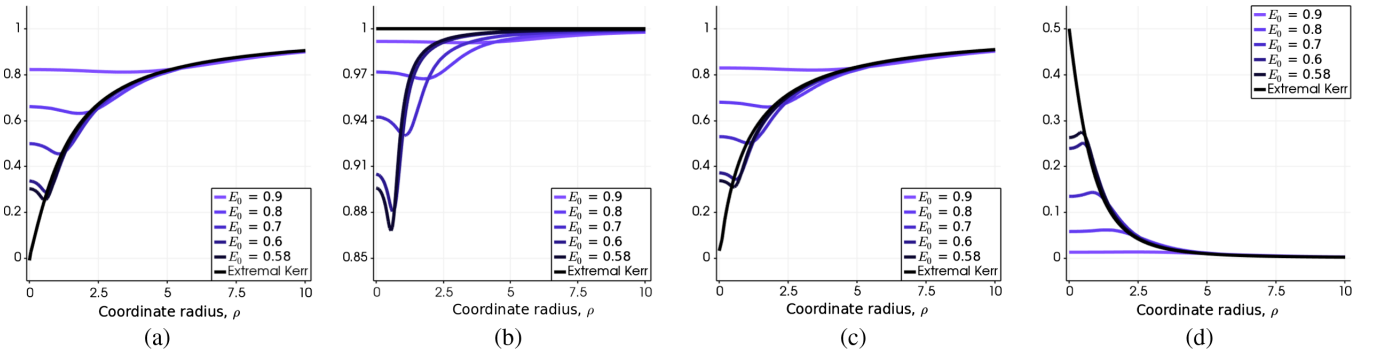 1
0.8
0.6
0.4
0.2
0
0 2.5 5 7.5 10
Coordinate radius, ρ
E₀ = 0.9
E₀ = 0.8
E₀ = 0.7
E₀ = 0.6
E₀ = 0.58
Extremal Kerr
(a)
1
0.97
0.94
0.91
0.88
0.85
0 2.5 5 7.5 10
Coordinate radius, ρ
E₀ = 0.9
E₀ = 0.8
E₀ = 0.7
E₀ = 0.6
E₀ = 0.58
Extremal Kerr
(b)
1
0.8
0.6
0.4
0.2
0
0 2.5 5 7.5 10
Coordinate radius, ρ
E₀ = 0.9
E₀ = 0.8
E₀ = 0.7
E₀ = 0.6
E₀ = 0.58
Extremal Kerr
(c)
0.5
0.4
0.3
0.2
0.1
0
0 2.5 5 7.5 10
Coordinate radius, ρ
E₀ = 0.9
E₀ = 0.8
E₀ = 0.7
E₀ = 0.6
E₀ = 0.58
Extremal Kerr
(d)